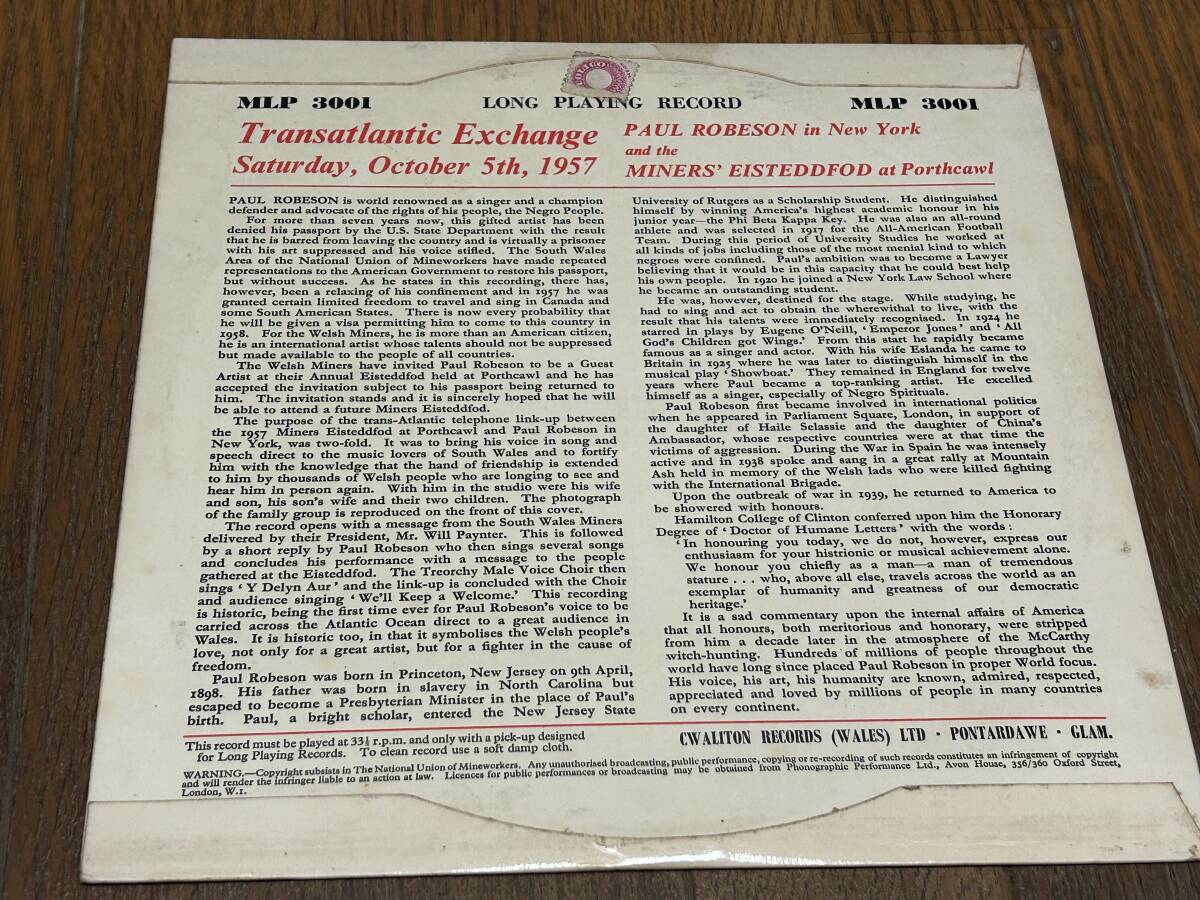 MLP 3001 LONG PLAYING RECORD MLP 3001
Transatlantic Exchange
Saturday, October 5th, 1957
PAUL ROBESON in New York
and the
MINERS' EISTEDDFOD at Porthcawl
PAUL ROBESON is world renowned as a singer and a champion
defender and advocate of the rights of his people, the Negro People.
For more than seven years now, this gifted artist has been
denied his passport by the U.S. State Department with the result
that he is barred from leaving the country and is virtually a prisoner
with his art suppressed and his voice stifled. The South Wales
Area of the National Union of Mineworkers have made repeated
representations to the American Government to restore his passport,
but without success. As he states in this recording, there has,
however, been a relaxing of his confinement and in 1957 he was
granted certain limited freedom to travel and sing in Canada and
some South American States. There is now every probability that
he will be given a visa permitting him to come to this country in
1958. For the Welsh Miners, he is more than an American citizen,
he is an international artist whose talents should not be suppressed
but made available to the people of all countries.
The Welsh Miners have invited Paul Robeson to be a Guest
Artist at their Annual Eisteddfod held at Porthcawl and he has
accepted the invitation subject to his passport being returned to
him. The invitation stands and it is sincerely hoped that he will
be able to attend a future Miners Eisteddfod.
The purpose of the trans-Atlantic telephone link-up between
the 1957 Miners Eisteddfod at Porthcawl and Paul Robeson in
New York, was two-fold. It was to bring his voice in song and
speech direct to the music lovers of South Wales and to fortify
him with the knowledge that the hand of friendship is extended
to him by thousands of Welsh people who are longing to see and
hear him in person again. With him in the studio were his wife
and son, his son's wife and their two children. The photograph
of the family group is reproduced on the front of this cover.
The record opens with a message from the South Wales Miners
delivered by their President, Mr. Will Paynter. This is followed
by a short reply by Paul Robeson who then sings several songs
and concludes his performance with a message to the people
gathered at the Eisteddfod. The Treorchy Male Voice Choir then
sings 'Y Delyn Aur' and the link-up is concluded with the Choir
and audience singing 'We'll Keep a Welcome.' This recording
is historic, being the first time ever for Paul Robeson's voice to be
carried across the Atlantic Ocean direct to a great audience in
Wales. It is historic too, in that it symbolises the Welsh people's
love, not only for a great artist, but for a fighter in the cause of
freedom.
Paul Robeson was born in Princeton, New Jersey on 9th April,
1898. His father was born in slavery in North Carolina but
escaped to become a Presbyterian Minister in the place of Paul's
birth. Paul, a bright scholar, entered the New Jersey State
University of Rutgers as a Scholarship Student. He distinguished
himself by winning America's highest academic honour in his
junior year—the Phi Beta Kappa Key. He was also an all-round
athlete and was selected in 1917 for the All-American Football
Team. During this period of University Studies he worked at
all kinds of jobs including those of the most menial kind to which
negroes were confined. Paul's ambition was to become a Lawyer
believing that it would be in this capacity that he could best help
his own people. In 1920 he joined a New York Law School where
he became an outstanding student.
He was, however, destined for the stage. While studying, he
had to sing and act to obtain the wherewithal to live, with the
result that his talents were immediately recognised. In 1924 he
starred in plays by Eugene O'Neill, 'Emperor Jones' and 'All
God's Children got Wings.' From this start he rapidly became
famous as a singer and actor. With his wife Eslanda he came to
Britain in 1925 where he was later to distinguish himself in the
musical play 'Showboat.' They remained in England for twelve
years where Paul became a top-ranking artist. He excelled
himself as a singer, especially of Negro Spirituals.
Paul Robeson first became involved in international politics
when he appeared in Parliament Square, London, in support of
the daughter of Haile Selassie and the daughter of China's
Ambassador, whose respective countries were at that time the
victims of aggression. During the War in Spain he was intensely
active and in 1938 spoke and sang in a great rally at Mountain
Ash held in memory of the Welsh lads who were killed fighting
with the International Brigade.
Upon the outbreak of war in 1939, he returned to America to
be showered with honours.
Hamilton College of Clinton conferred upon him the Honorary
Degree of 'Doctor of Humane Letters' with the words:
'In honouring you today, we do not, however, express our
enthusiasm for your histrionic or musical achievement alone.
We honour you chiefly as a man—a man of tremendous
stature . . . who, above all else, travels across the world as an
exemplar of humanity and greatness of our democratic
heritage.'
It is a sad commentary upon the internal affairs of America
that all honours, both meritorious and honorary, were stripped
from him a decade later in the atmosphere of the McCarthy
witch-hunting. Hundreds of millions of people throughout the
world have long since placed Paul Robeson in proper World focus.
His voice, his art, his humanity are known, admired, respected,
appreciated and loved by millions of people in many countries
on every continent.
This record must be played at 33⅓ r.p.m. and only with a pick-up designed
for Long Playing Records. To clean record use a soft damp cloth.
CWALITON RECORDS (WALES) LTD · PONTARDAWE · GLAM.
WARNING.—Copyright subsists in The National Union of Mineworkers. Any unauthorised broadcasting, public performance, copying or re-recording of such records constitutes an infringement of copyright
and will render the infringer liable to an action at law. Licences for public performances or broadcasting may be obtained from Phonographic Performance Ltd., Avon House, 356/360 Oxford Street,
London, W.1.